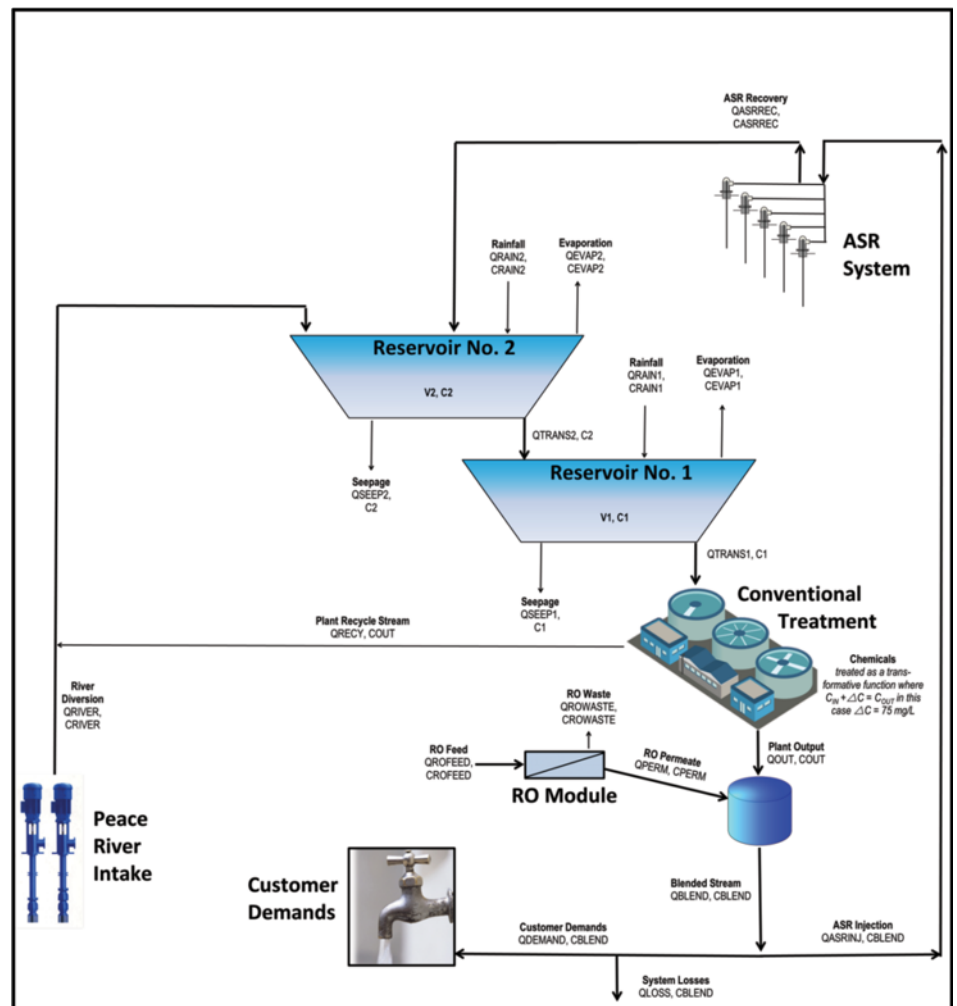 ASR Recovery
QASRREC,
CASRREC
ASR
System
Rainfall
QRAIN2,
CRAIN2
Evaporation
QEVAP2,
CEVAP2
Reservoir No. 2
V2, C2
Rainfall
QRAIN1,
CRAIN1
Evaporation
QEVAP1,
CEVAP1
QTRANS2, C2
Seepage
QSEEP2,
C2
Reservoir No. 1
V1, C1
QTRANS1, C1
Seepage
QSEEP1,
C1
Conventional
Treatment
Plant Recycle Stream
QRECY, COUT
Chemicals
treated as a trans-
formative function where
C_IN + △C = C_OUT in this
case △C = 75 mg/L
River
Diversion
QRIVER,
CRIVER
RO Waste
QROWASTE,
CROWASTE
RO Feed
QROFEED,
CROFEED
RO Permeate
QPERM, CPERM
RO Module
Plant Output
QOUT, COUT
Peace
River
Intake
Customer
Demands
Blended Stream
QBLEND, CBLEND
Customer Demands
QDEMAND, CBLEND
ASR Injection
QASRINJ, CBLEND
System Losses
QLOSS, CBLEND